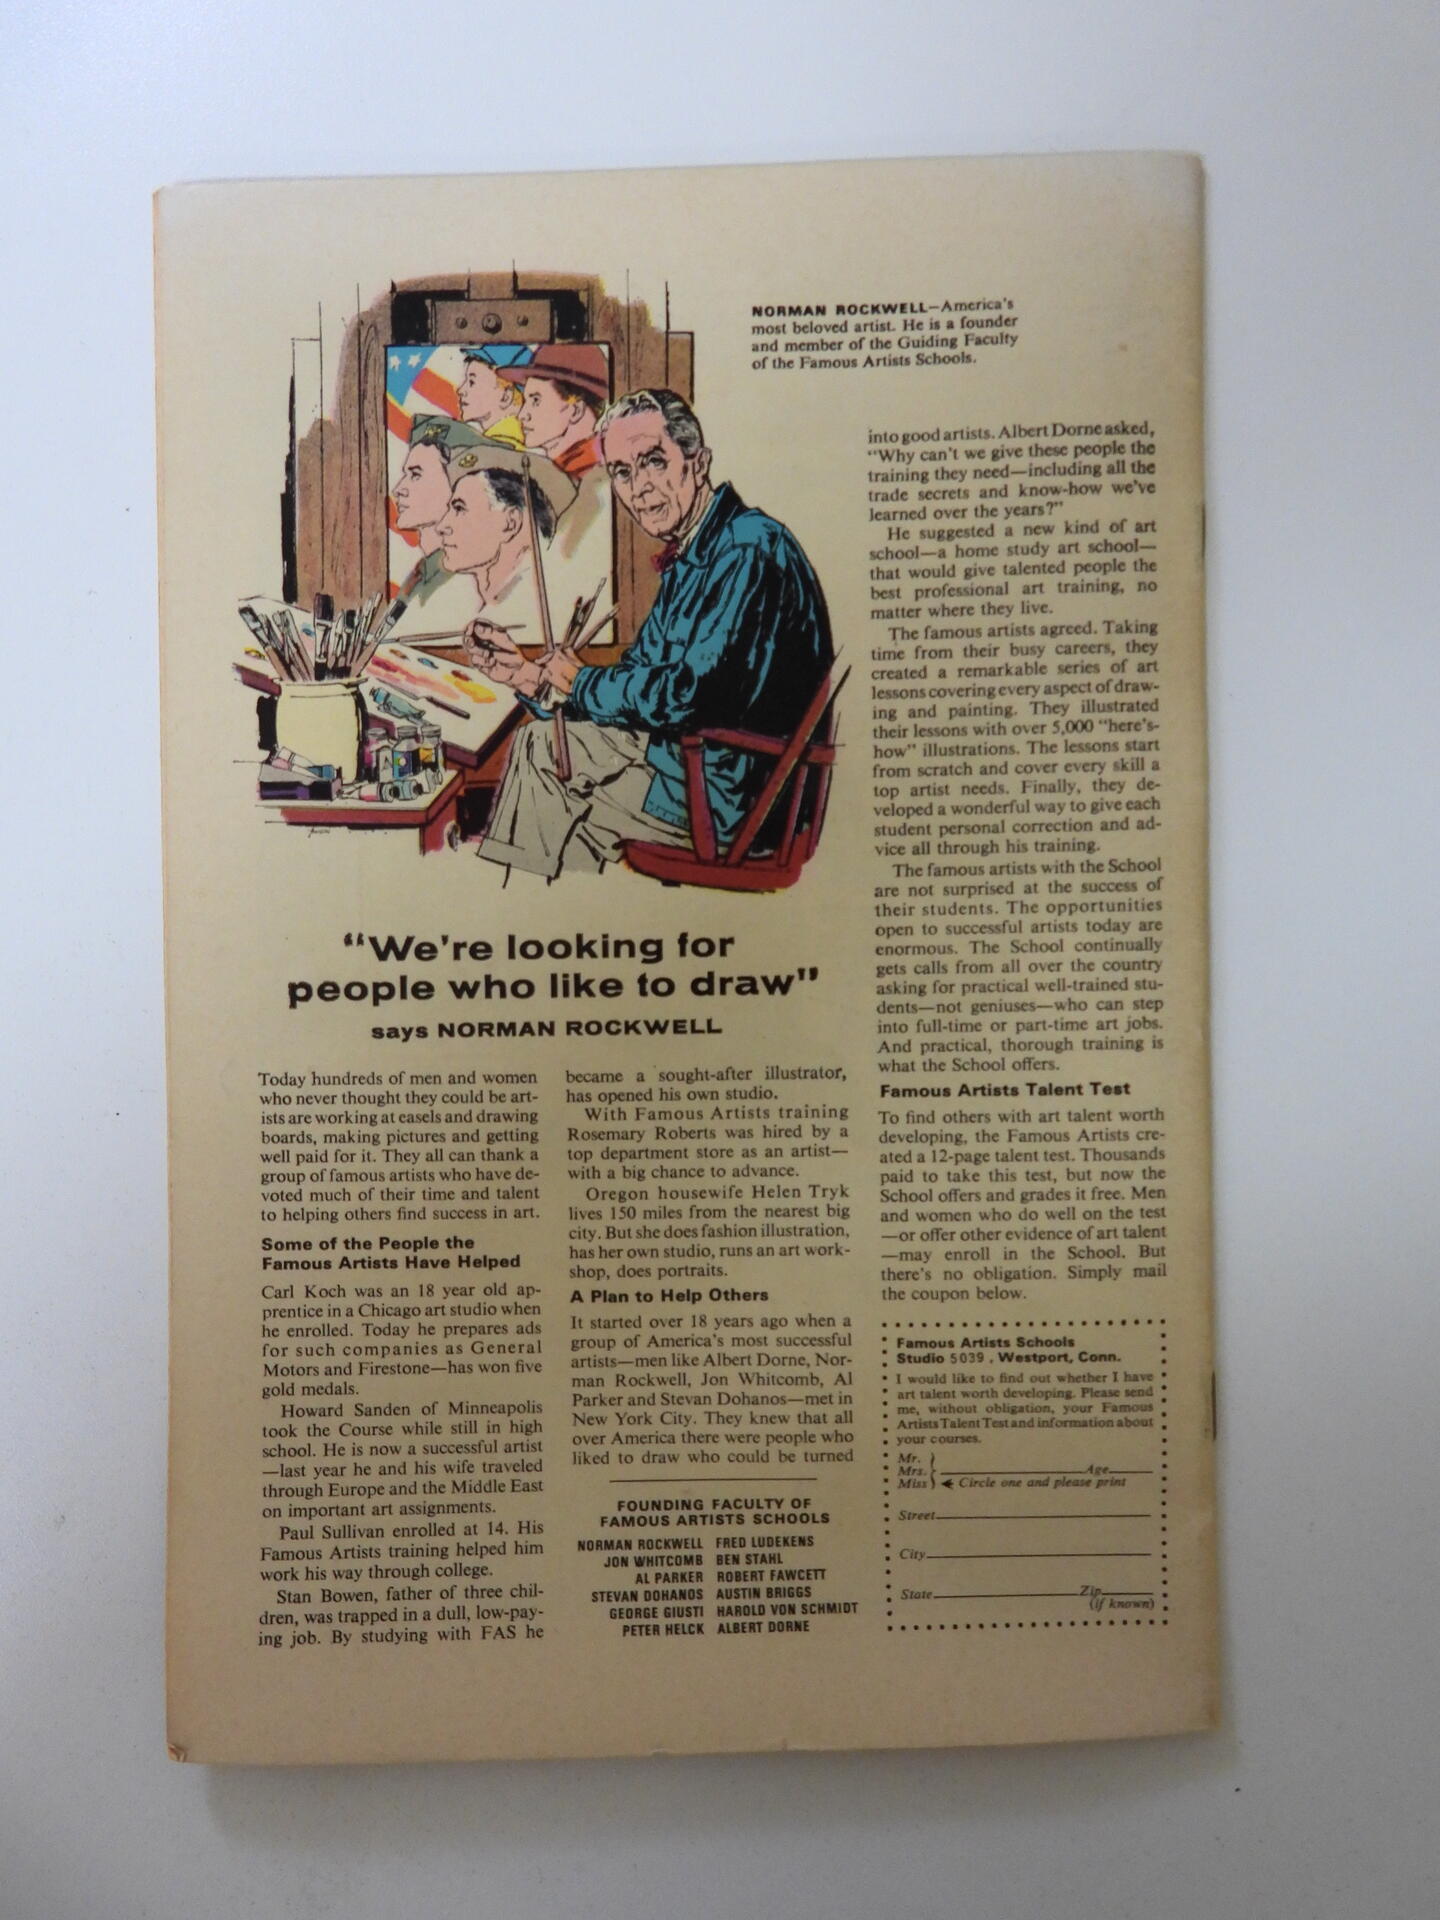 NORMAN ROCKWELL—America's
most beloved artist. He is a founder
and member of the Guiding Faculty
of the Famous Artists Schools.
"We're looking for
people who like to draw"
says NORMAN ROCKWELL
Today hundreds of men and women
who never thought they could be art-
ists are working at easels and drawing
boards, making pictures and getting
well paid for it. They all can thank a
group of famous artists who have de-
voted much of their time and talent
to helping others find success in art.
Some of the People the
Famous Artists Have Helped
Carl Koch was an 18 year old ap-
prentice in a Chicago art studio when
he enrolled. Today he prepares ads
for such companies as General
Motors and Firestone—has won five
gold medals.
Howard Sanden of Minneapolis
took the Course while still in high
school. He is now a successful artist
—last year he and his wife traveled
through Europe and the Middle East
on important art assignments.
Paul Sullivan enrolled at 14. His
Famous Artists training helped him
work his way through college.
Stan Bowen, father of three chil-
dren, was trapped in a dull, low-pay-
ing job. By studying with FAS he
became a sought-after illustrator,
has opened his own studio.
With Famous Artists training
Rosemary Roberts was hired by a
top department store as an artist—
with a big chance to advance.
Oregon housewife Helen Tryk
lives 150 miles from the nearest big
city. But she does fashion illustration,
has her own studio, runs an art work-
shop, does portraits.
A Plan to Help Others
It started over 18 years ago when a
group of America's most successful
artists—men like Albert Dorne, Nor-
man Rockwell, Jon Whitcomb, Al
Parker and Stevan Dohanos—met in
New York City. They knew that all
over America there were people who
liked to draw who could be turned
into good artists. Albert Dorne asked,
"Why can't we give these people the
training they need—including all the
trade secrets and know-how we've
learned over the years?"
He suggested a new kind of art
school—a home study art school—
that would give talented people the
best professional art training, no
matter where they live.
The famous artists agreed. Taking
time from their busy careers, they
created a remarkable series of art
lessons covering every aspect of draw-
ing and painting. They illustrated
their lessons with over 5,000 "here's-
how" illustrations. The lessons start
from scratch and cover every skill a
top artist needs. Finally, they de-
veloped a wonderful way to give each
student personal correction and ad-
vice all through his training.
The famous artists with the School
are not surprised at the success of
their students. The opportunities
open to successful artists today are
enormous. The School continually
gets calls from all over the country
asking for practical well-trained stu-
dents—not geniuses—who can step
into full-time or part-time art jobs.
And practical, thorough training is
what the School offers.
Famous Artists Talent Test
To find others with art talent worth
developing, the Famous Artists cre-
ated a 12-page talent test. Thousands
paid to take this test, but now the
School offers and grades it free. Men
and women who do well on the test
—or offer other evidence of art talent
—may enroll in the School. But
there's no obligation. Simply mail
the coupon below.
FOUNDING FACULTY OF
FAMOUS ARTISTS SCHOOLS
NORMAN ROCKWELL FRED LUDEKENS
JON WHITCOMB BEN STAHL
AL PARKER ROBERT FAWCETT
STEVAN DOHANOS AUSTIN BRIGGS
GEORGE GIUSTI HAROLD VON SCHMIDT
PETER HELCK ALBERT DORNE
Famous Artists Schools
Studio 5039 , Westport, Conn.
I would like to find out whether I have
art talent worth developing. Please send
me, without obligation, your Famous
Artists Talent Test and information about
your courses.
Mr.
Mrs. Age
Miss Circle one and please print
Street
City
State Zip
(if known)